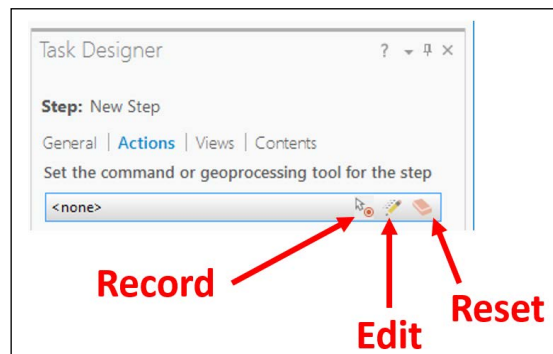 Task Designer ?
Step: New Step
General | Actions | Views | Contents
Set the command or geoprocessing tool for the step
<none>
Record
Edit
Reset